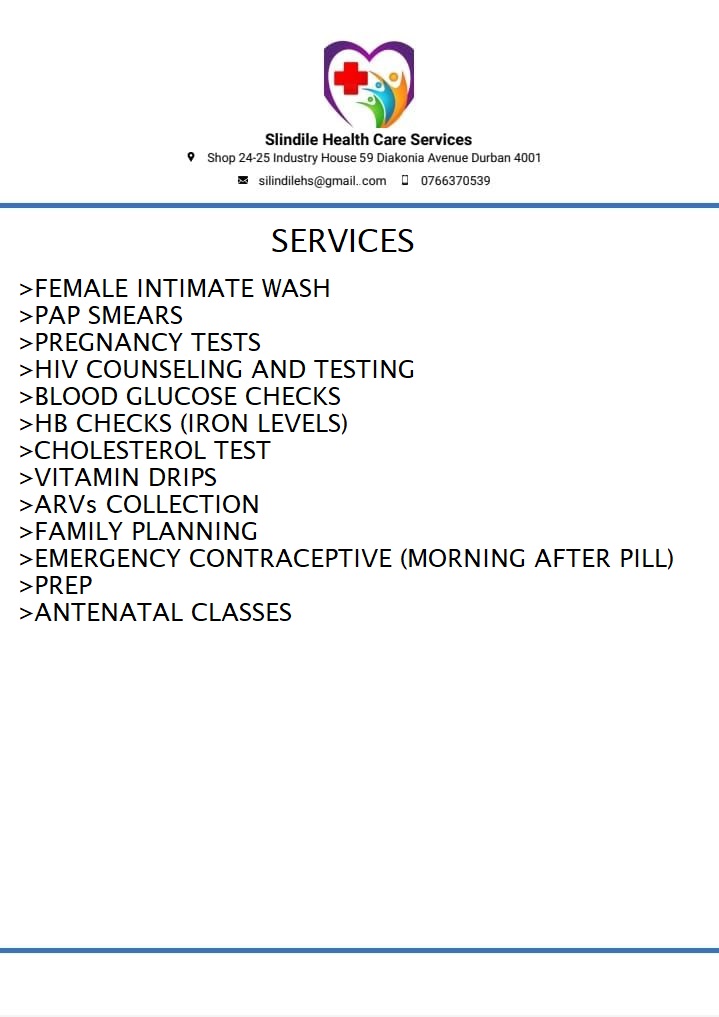 Slindile Health Care Services
Shop 24-25 Industry House 59 Diakonia Avenue Durban 4001
silindilehs@gmail..com 0766370539
SERVICES
>FEMALE INTIMATE WASH
>PAP SMEARS
>PREGNANCY TESTS
>HIV COUNSELING AND TESTING
>BLOOD GLUCOSE CHECKS
>HB CHECKS (IRON LEVELS)
>CHOLESTEROL TEST
>VITAMIN DRIPS
>ARVs COLLECTION
>FAMILY PLANNING
>EMERGENCY CONTRACEPTIVE (MORNING AFTER PILL)
>PREP
>ANTENATAL CLASSES